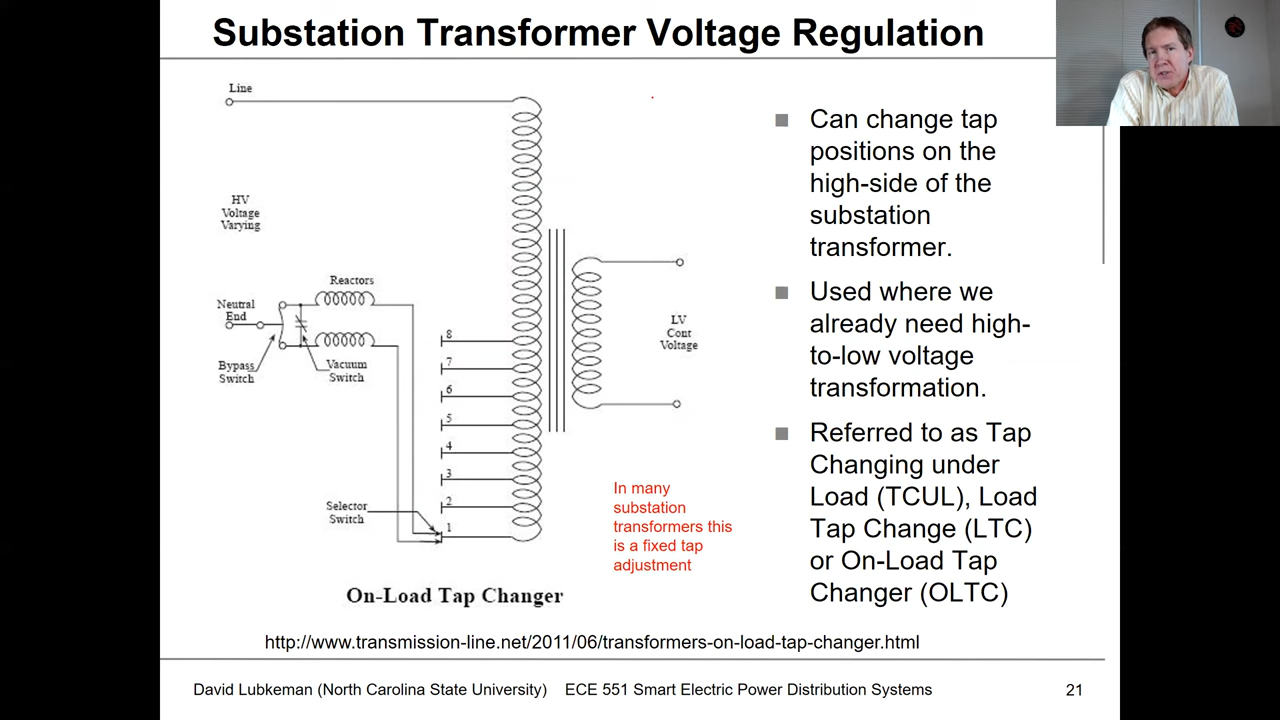 Substation Transformer Voltage Regulation
Line
HV
Voltage
Varying
Reactors
Neutral
End
Bypass
Switch
Vacuum
Switch
8
7
6
5
4
3
2
1
Selector
Switch
LV
Cont
Voltage
In many
substation
transformers this
is a fixed tap
adjustment
On-Load Tap Changer
Can change tap
positions on the
high-side of the
substation
transformer.
Used where we
already need high-
to-low voltage
transformation.
Referred to as Tap
Changing under
Load (TCUL), Load
Tap Change (LTC)
or On-Load Tap
Changer (OLTC)
http://www.transmission-line.net/2011/06/transformers-on-load-tap-changer.html
David Lubkeman (North Carolina State University) ECE 551 Smart Electric Power Distribution Systems 21